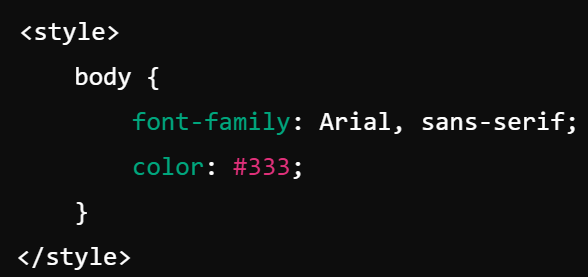 <style>
    body {
        font-family: Arial, sans-serif;
        color: #333;
    }
</style>